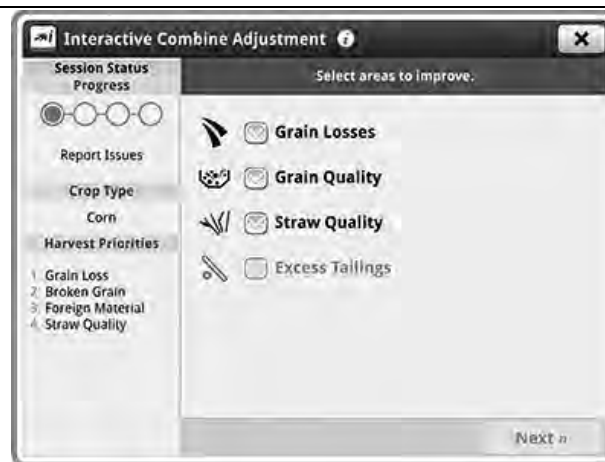 Interactive Combine Adjustment i
Session Status
Progress
Report Issues
Crop Type
Corn
Harvest Priorities
1 Grain Loss
2 Broken Grain
3 Foreign Material
4 Straw Quality
Select areas to improve.
Grain Losses
Grain Quality
Straw Quality
Excess Tailings
Next »